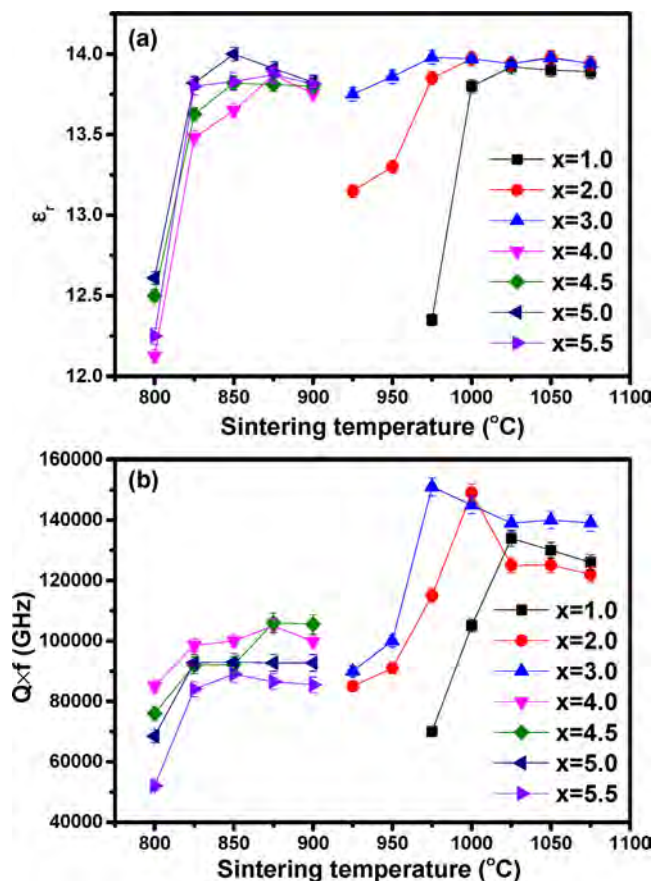 (a)
14.0
13.5
13.0
12.5
12.0
εr
x=1.0
x=2.0
x=3.0
x=4.0
x=4.5
x=5.0
x=5.5
800 850 900 950 1000 1050 1100
Sintering temperature (°C)
(b)
160000
140000
120000
100000
80000
60000
40000
Q×f (GHz)
x=1.0
x=2.0
x=3.0
x=4.0
x=4.5
x=5.0
x=5.5
800 850 900 950 1000 1050 1100
Sintering temperature (°C)